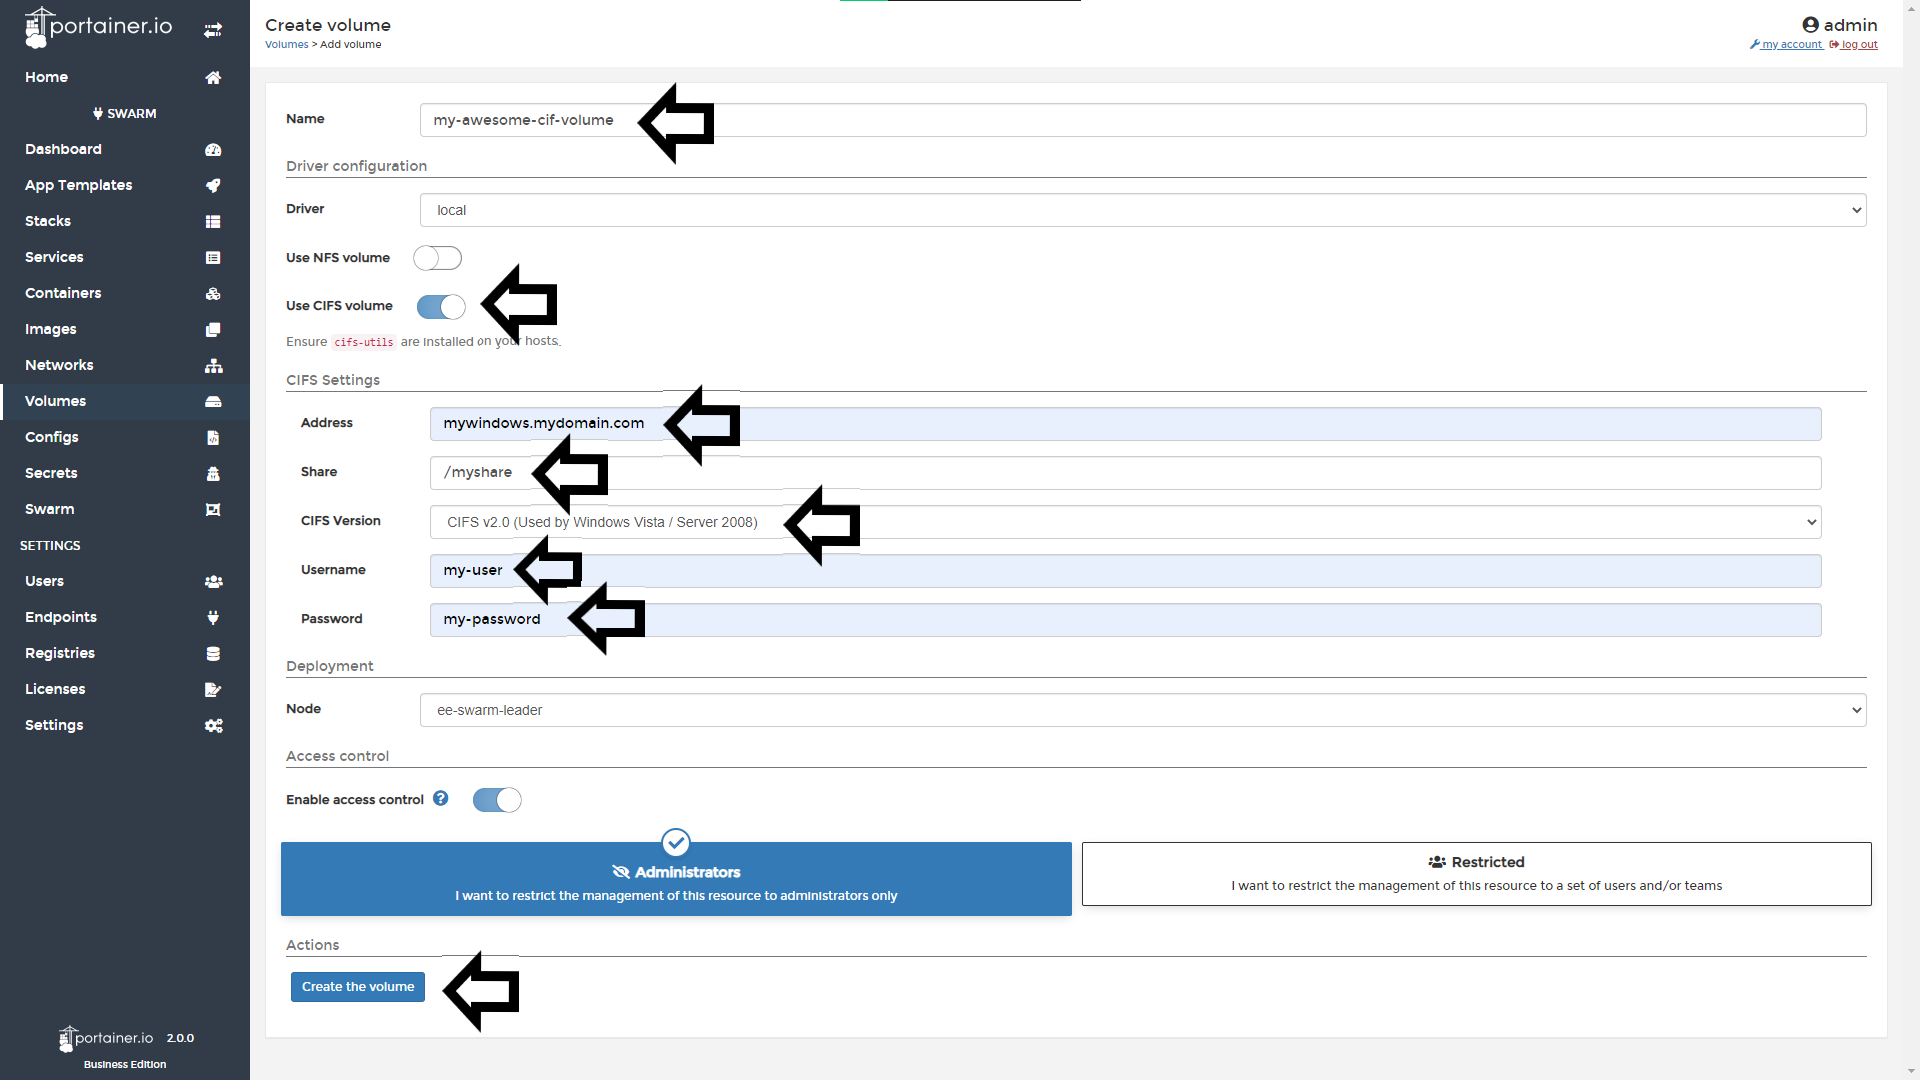 portainer.io
Home
SWARM
Dashboard
App Templates
Stacks
Services
Containers
Images
Networks
Volumes
Configs
Secrets
Swarm
SETTINGS
Users
Endpoints
Registries
Licenses
Settings
portainer.io 2.0.0
Business Edition
Create volume
Volumes > Add volume
admin
my account log out
Name my-awesome-cif-volume
Driver configuration
Driver local
Use NFS volume
Use CIFS volume
Ensure cifs-utils are installed on your hosts.
CIFS Settings
Address mywindows.mydomain.com
Share /myshare
CIFS Version CIFS v2.0 (Used by Windows Vista / Server 2008)
Username my-user
Password my-password
Deployment
Node ee-swarm-leader
Access control
Enable access control ?
Administrators
I want to restrict the management of this resource to administrators only
Restricted
I want to restrict the management of this resource to a set of users and/or teams
Actions
Create the volume